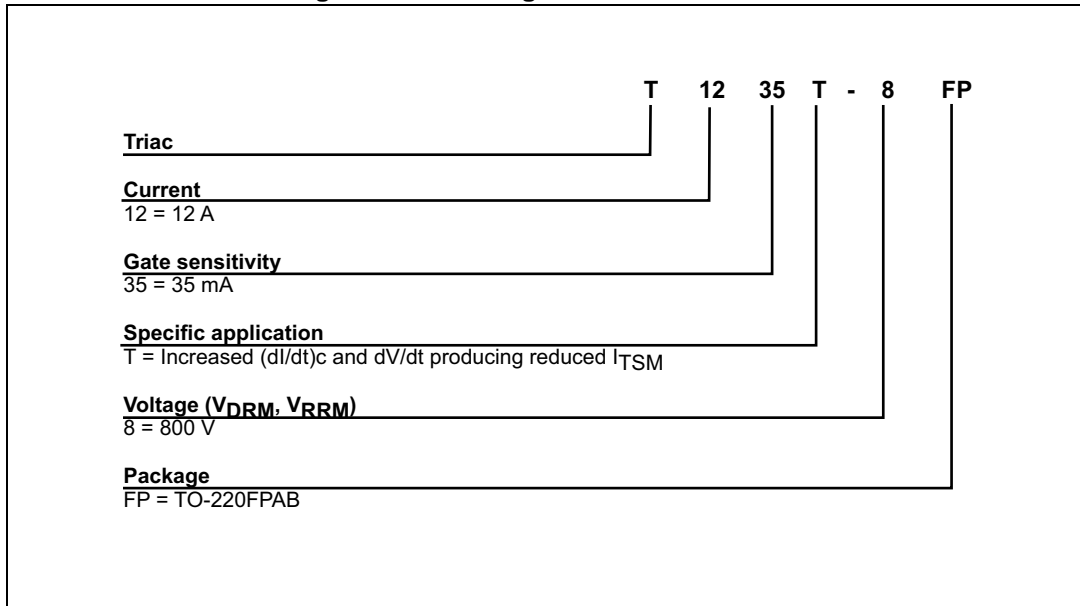 T 12 35 T - 8 FP
Triac
Current
12 = 12 A
Gate sensitivity
35 = 35 mA
Specific application
T = Increased (dI/dt)c and dV/dt producing reduced ITSM
Voltage (VDRM, VRRM)
8 = 800 V
Package
FP = TO-220FPAB